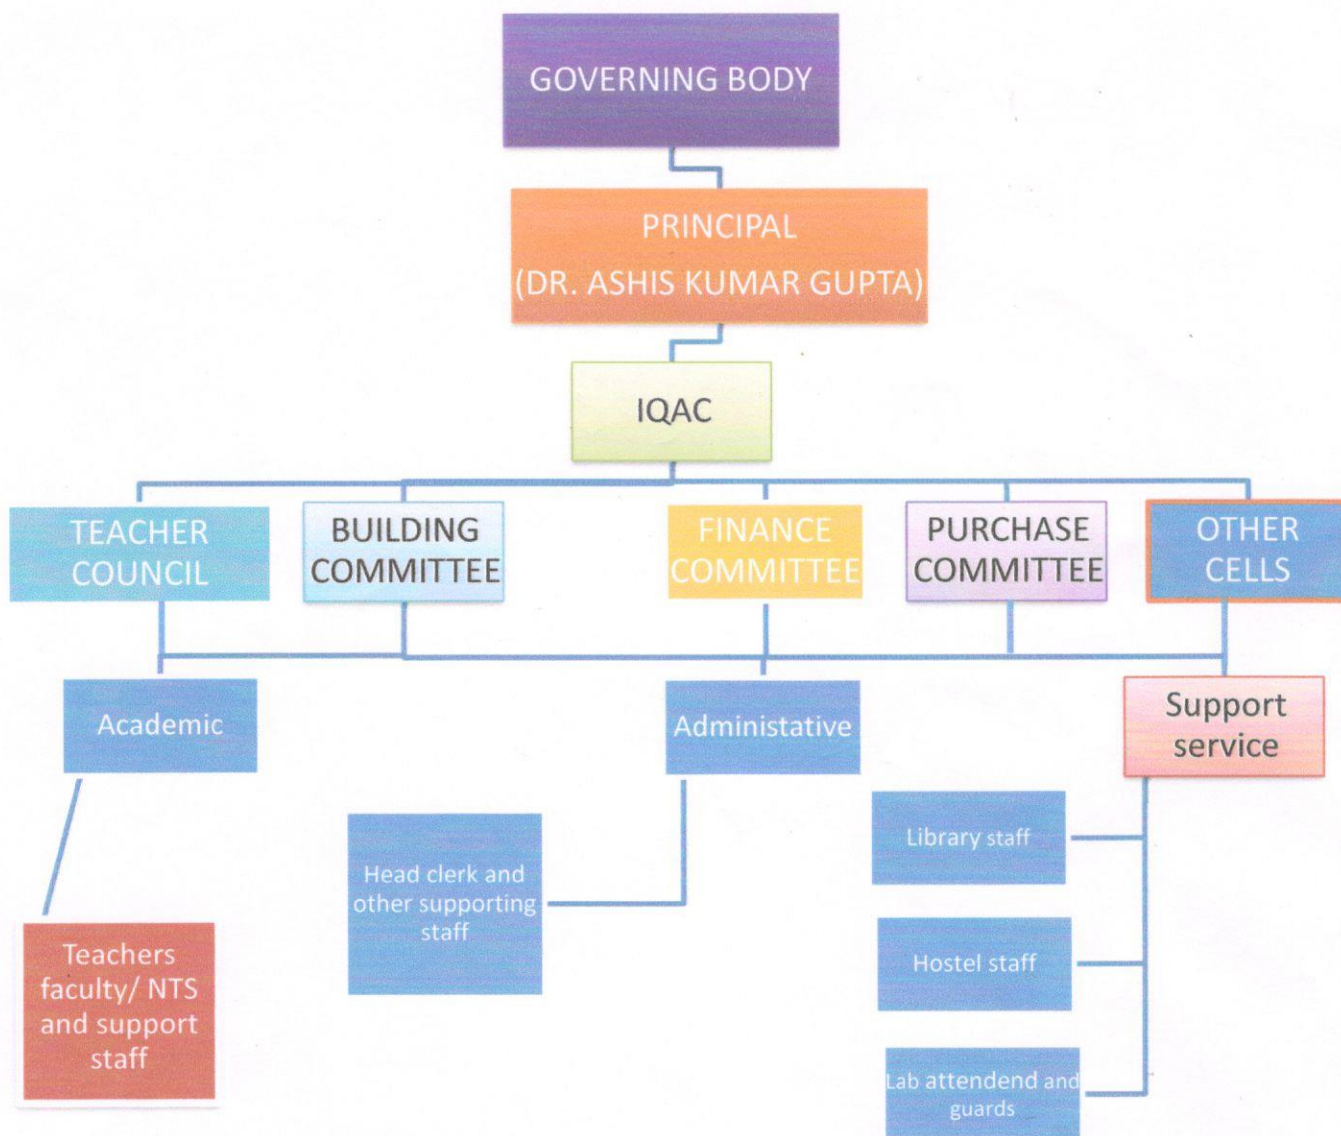 GOVERNING BODY
PRINCIPAL
(DR. ASHIS KUMAR GUPTA)
IQAC
TEACHER
COUNCIL
BUILDING
COMMITTEE
FINANCE
COMMITTEE
PURCHASE
COMMITTEE
OTHER
CELLS
Academic
Administative
Support
service
Head clerk and
other supporting
staff
Library staff
Hostel staff
Teachers
faculty/ NTS
and support
staff
Lab attendend and
guards